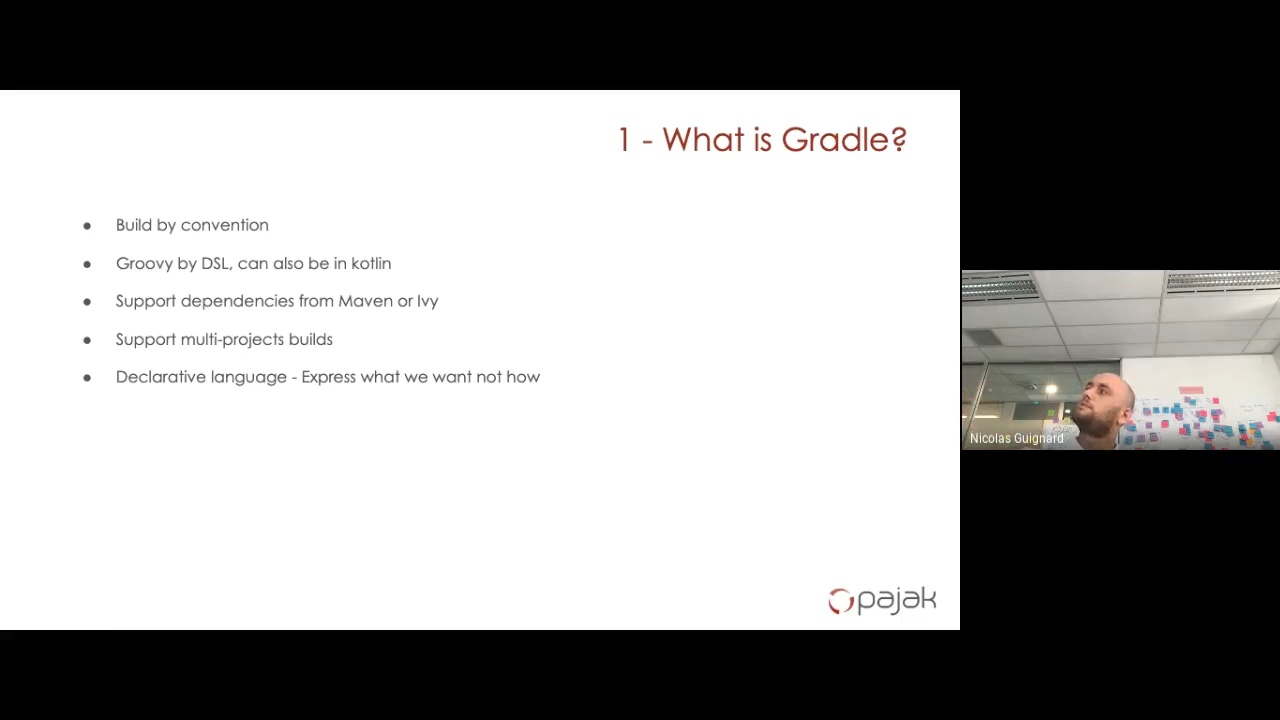 1 - What is Gradle?
● Build by convention
● Groovy by DSL, can also be in kotlin
● Support dependencies from Maven or Ivy
● Support multi-projects builds
● Declarative language - Express what we want not how
pajak
Nicolas Guignard